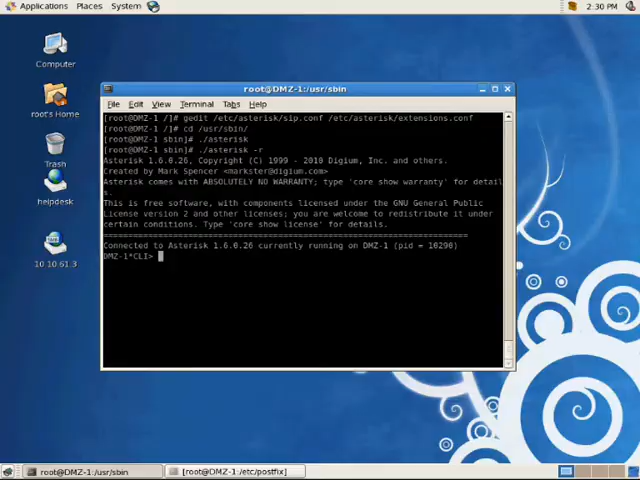 Applications Places System
2:30 PM
Computer
root's Home
Trash
helpdesk
10 10.61.3
root@DMZ-1:/usr/sbin
File Edit View Terminal Tabs Help
[root@DMZ-1 /]# gedit /etc/asterisk/sip.conf /etc/asterisk/extensions.conf
[root@DMZ-1 /]# cd /usr/sbin/
[root@DMZ-1 sbin]# ./asterisk
[root@DMZ-1 sbin]# ./asterisk -r
Asterisk 1.6.0.26, Copyright (C) 1999 - 2010 Digium, Inc. and others.
Created by Mark Spencer <markster@digium.com>
Asterisk comes with ABSOLUTELY NO WARRANTY; type 'core show warranty' for detail
s.
This is free software, with components licensed under the GNU General Public
License version 2 and other licenses; you are welcome to redistribute it under
certain conditions. Type 'core show license' for details.
=========================================================================
Connected to Asterisk 1.6.0.26 currently running on DMZ-1 (pid = 10290)
DMZ-1*CLI>
root@DMZ-1:/usr/sbin
[root@DMZ-1:/etc/postfix]